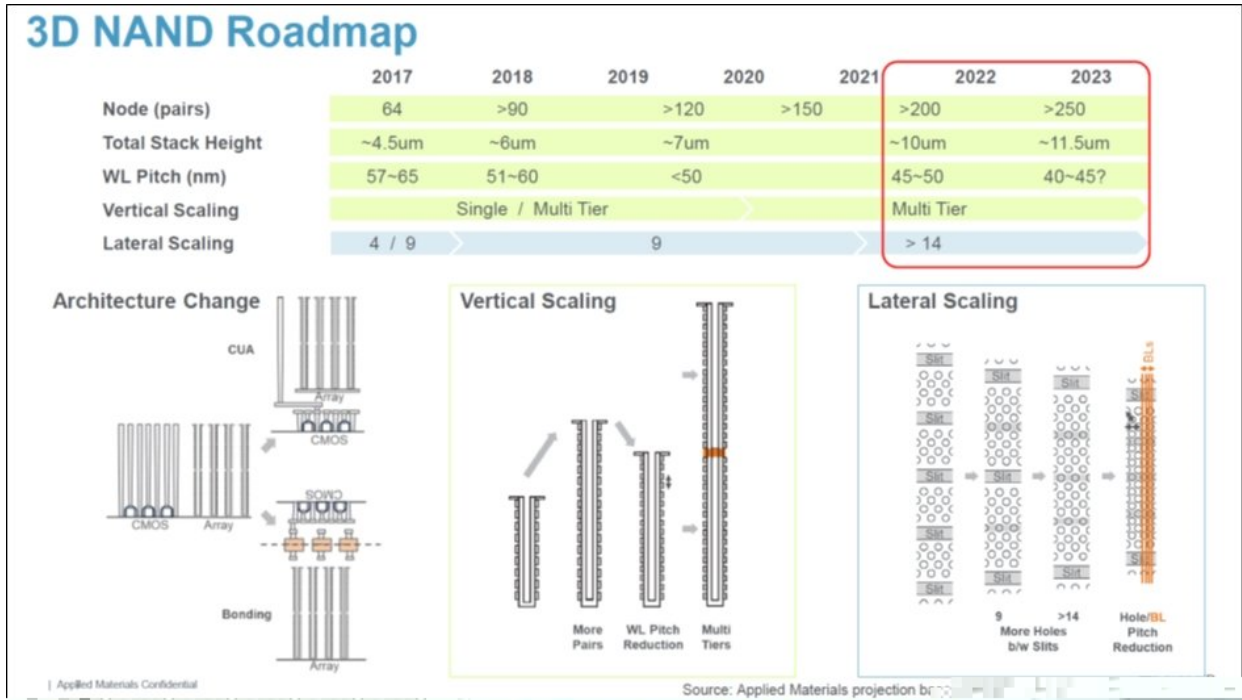 3D NAND Roadmap
2017 2018 2019 2020 2021 2022 2023
Node (pairs) 64 >90 >120 >150 >200 >250
Total Stack Height ~4.5um ~6um ~7um ~10um ~11.5um
WL Pitch (nm) 57~65 51~60 <50 45~50 40~45?
Vertical Scaling Single / Multi Tier Multi Tier
Lateral Scaling 4 / 9 9 > 14
Architecture Change
CUA
Array
CMOS
CMOS Array
CMOS
Bonding
Array
Vertical Scaling
More Pairs
WL Pitch Reduction
Multi Tiers
Lateral Scaling
Slit
Slit
Slit
Slit
Slit
Slit
Slit
Slit
Slit
Slit
BLs
9 >14
More Holes
b/w Slits
Hole/BL
Pitch
Reduction
| Applied Materials Confidential
Source: Applied Materials projection